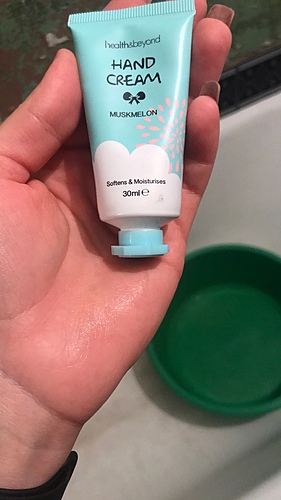 health&beyond
HAND
CREAM
MUSKMELON
Softens & Moisturises
30ml ℮